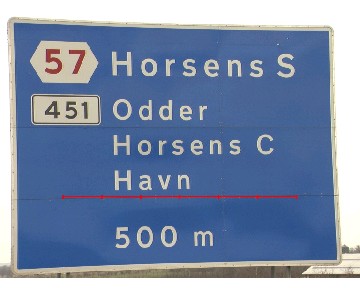 57 Horsens S
451 Odder
Horsens C
Havn
500 m